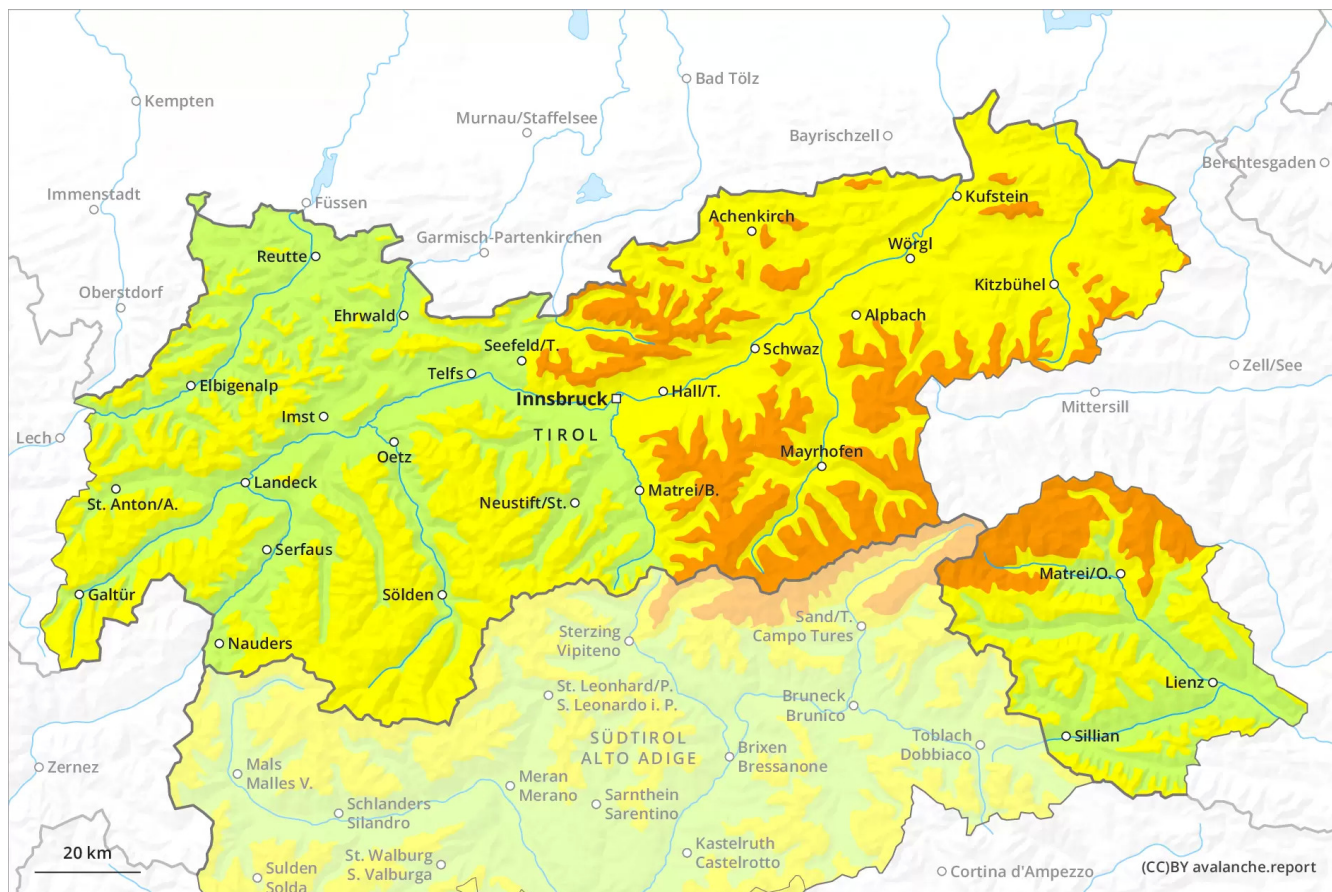 Kempten
Bad Tölz
Murnau/Staffelsee
Bayrischzell
Berchtesgaden
Immenstadt
Füssen
Kufstein
Achenkirch
Garmisch-Partenkirchen
Wörgl
Reutte
Oberstdorf
Kitzbühel
Ehrwald
Alpbach
Seefeld/T.
Schwaz
Zell/See
Telfs
Elbigenalp
Innsbruck
Hall/T.
Mittersill
Imst
Lech
TIROL
Oetz
Mayrhofen
Landeck
St. Anton/A.
Neustift/St.
Matrei/B.
Serfaus
Matrei/O.
Galtür
Sölden
Sand/T.
Campo Tures
Sterzing
Vipiteno
Nauders
Lienz
St. Leonhard/P.
S. Leonardo i. P.
Bruneck
Brunico
Sillian
SÜDTIROL
ALTO ADIGE
Toblach
Dobbiaco
Brixen
Bressanone
Zernez
Mals
Malles V.
Meran
Merano
Sarnthein
Sarentino
Schlanders
Silandro
20 km
St. Walburg
S. Valburga
Kastelruth
Castelrotto
Sulden
Solda
Cortina d'Ampezzo
(CC)BY avalanche.report